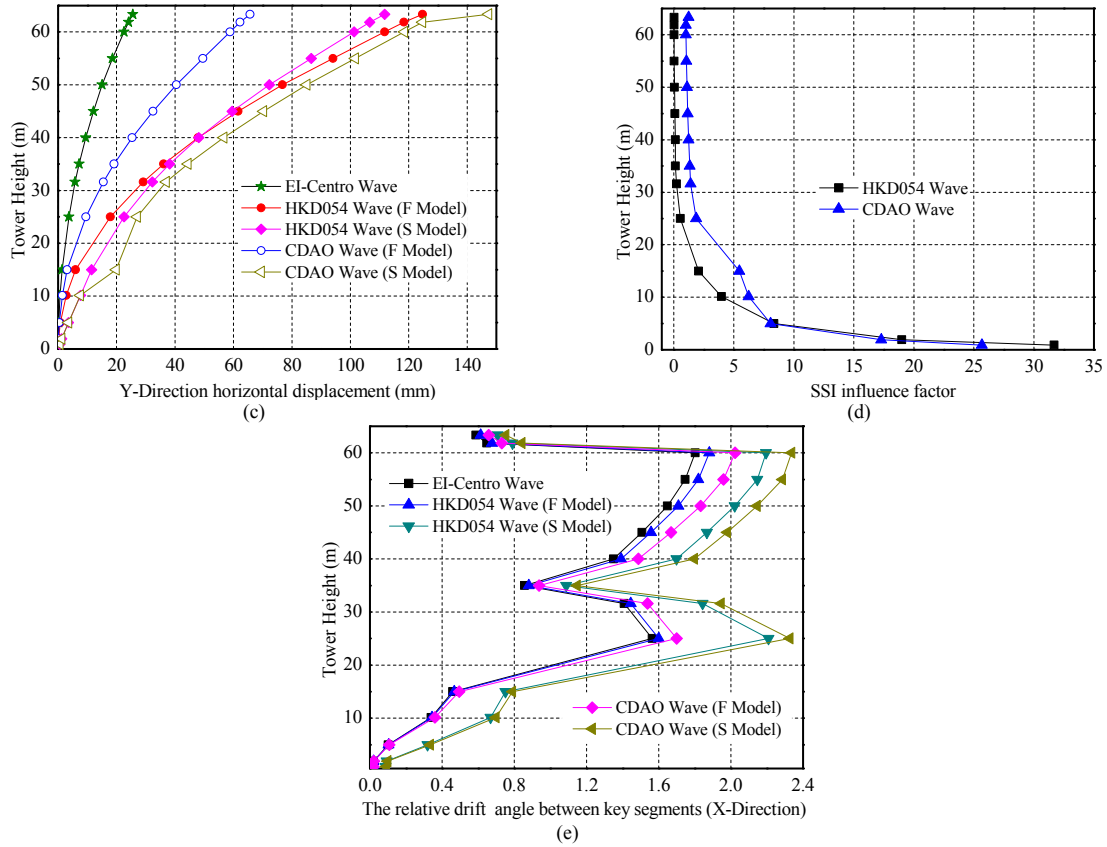 60
50
40
30
20
10
0
Tower Height (m)
EI-Centro Wave
HKD054 Wave (F Model)
HKD054 Wave (S Model)
CDAO Wave (F Model)
CDAO Wave (S Model)
0 20 40 60 80 100 120 140
Y-Direction horizontal displacement (mm)
(c)
60
50
40
30
20
10
0
Tower Height (m)
HKD054 Wave
CDAO Wave
0 5 10 15 20 25 30 35
SSI influence factor
(d)
60
50
40
30
20
10
Tower Height (m)
EI-Centro Wave
HKD054 Wave (F Model)
HKD054 Wave (S Model)
CDAO Wave (F Model)
CDAO Wave (S Model)
0.0 0.4 0.8 1.2 1.6 2.0 2.4
The relative drift angle between key segments (X-Direction)
(e)